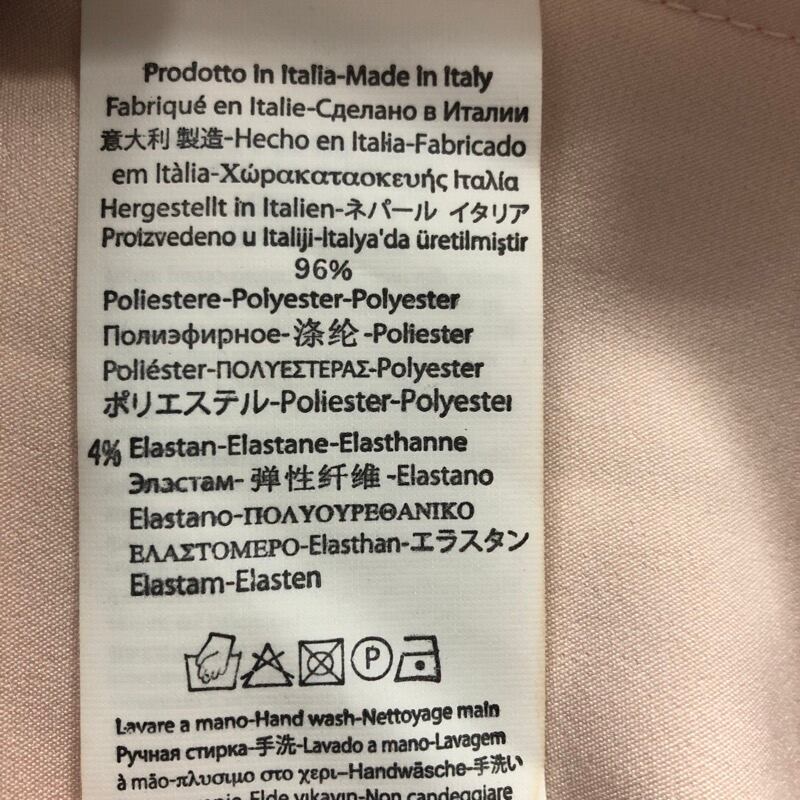 Prodotto in Italia-Made in Italy
Fabriqué en Italie-Сделано в Италии
意大利 製造-Hecho en Italia-Fabricado
em Itàlia-Χώρακατασκευής Ιταλία
Hergestellt in Italien-ネパール イタリア
Proizvedeno u Italiji-Italya'da üretilmiştir
96%
Poliestere-Polyester-Polyester
Полиэфирное-涤纶-Poliester
Poliéster-ΠΟΛΥΕΣΤΕΡΑΣ-Polyester
ポリエステル-Poliester-Polyester
4% Elastan-Elastane-Elasthanne
Эластам- 弹性纤维 -Elastano
Elastano-ΠΟΛΥΟΥΡΕΘΑΝΙΚΟ
ΕΛΑΣΤΟΜΕΡΟ-Elasthan-エラスタン
Elastam-Elasten
P
Lavare a mano-Hand wash-Nettoyage main
Ручная стирка-手洗-Lavado a mano-Lavagem
à mão-πλυσιμο στο χερι-Handwäsche-手洗い
Elde yıkayın-Non candeggiare